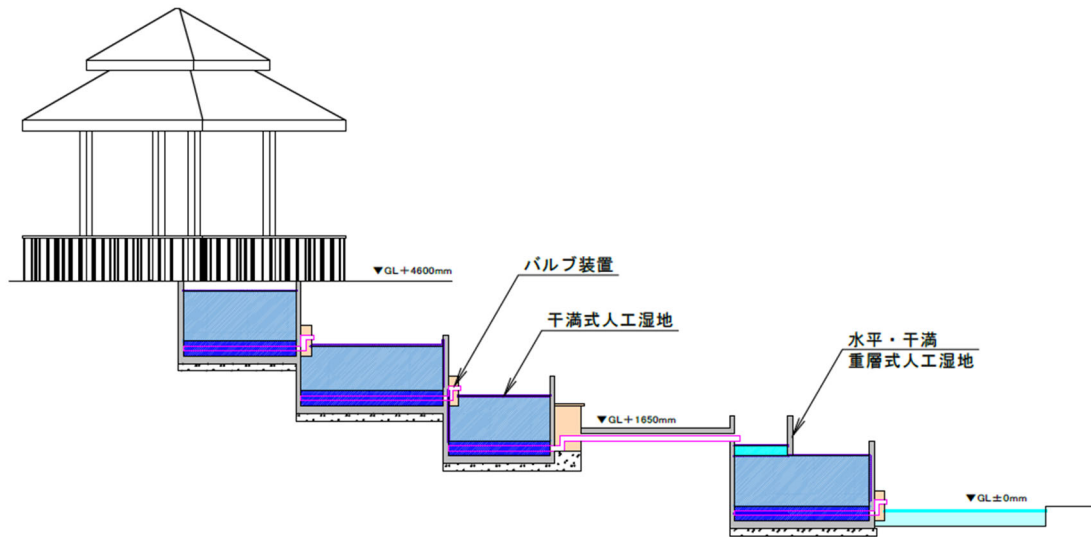 ▼GL+4600mm
バルブ装置
干満式人工湿地
水平・干満
重層式人工湿地
▼GL+1650mm
▼GL±0mm